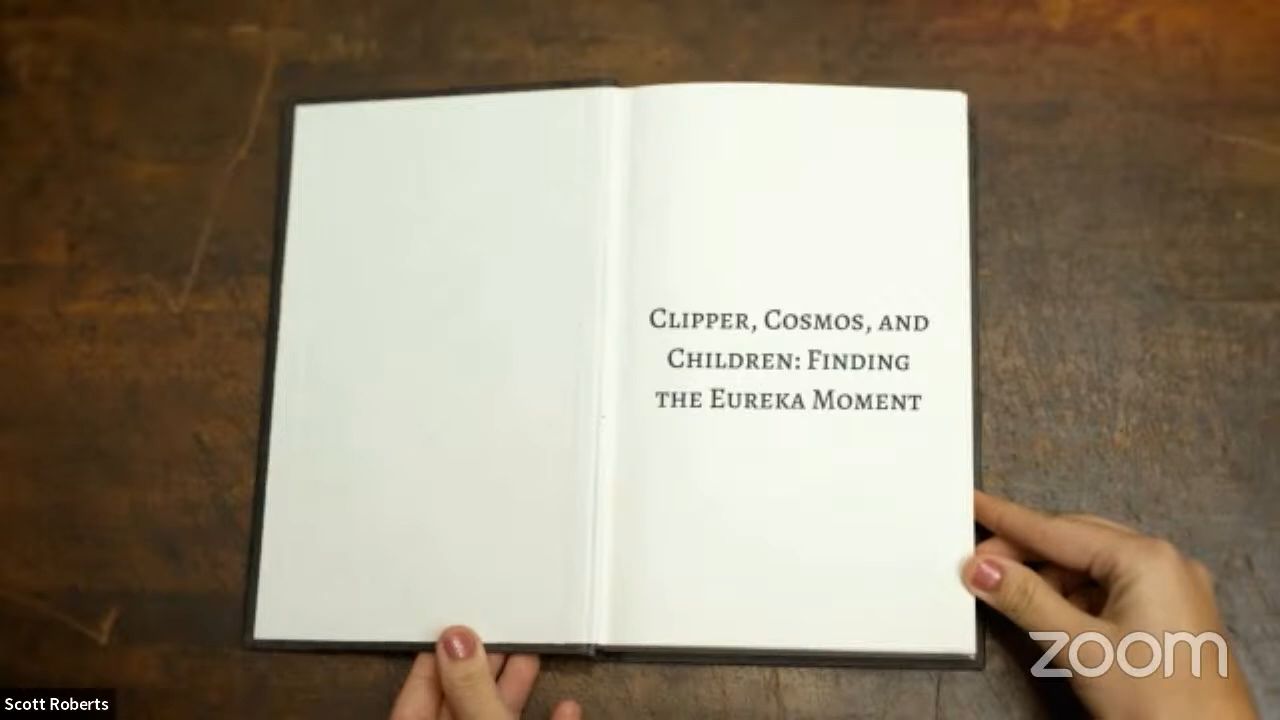 Clipper, Cosmos, and
Children: Finding
the Eureka Moment
zoom
Scott Roberts